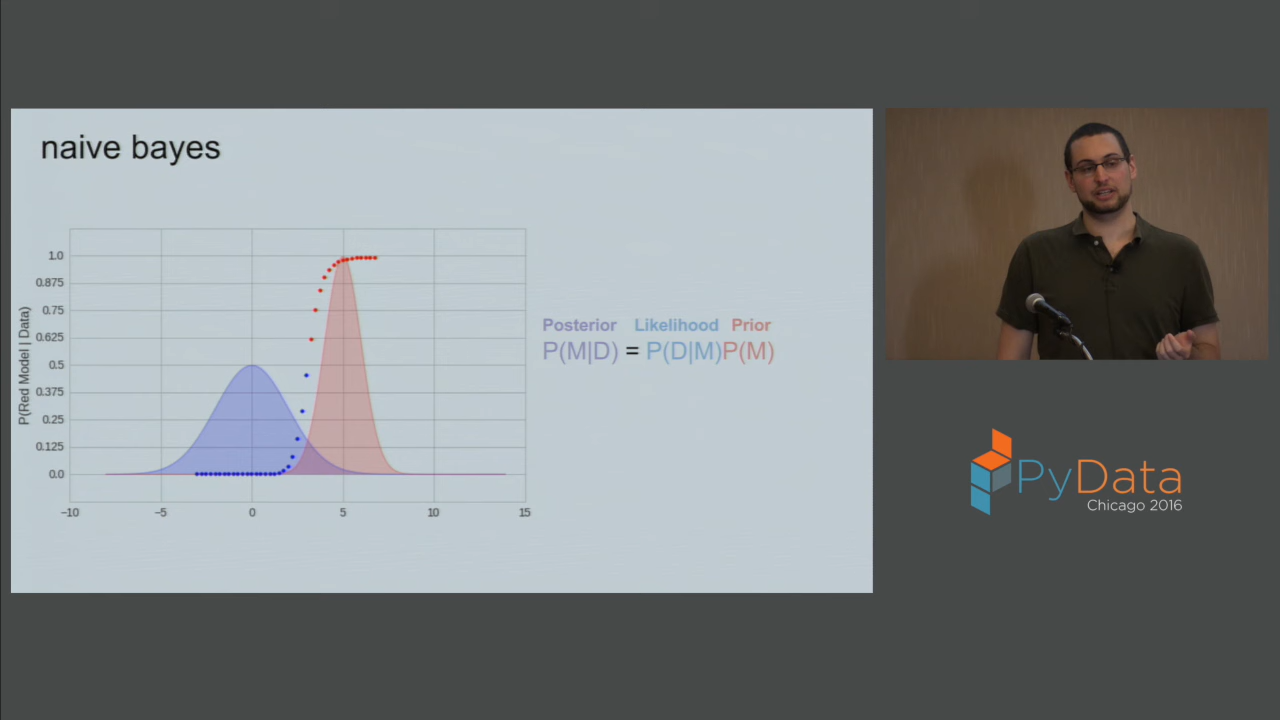 naive bayes
P(Red Model | Data)
1.0
0.875
0.75
0.625
0.5
0.375
0.25
0.125
0.0
−10 −5 0 5 10 15
Posterior Likelihood Prior
P(M|D) = P(D|M)P(M)
PyData
Chicago 2016